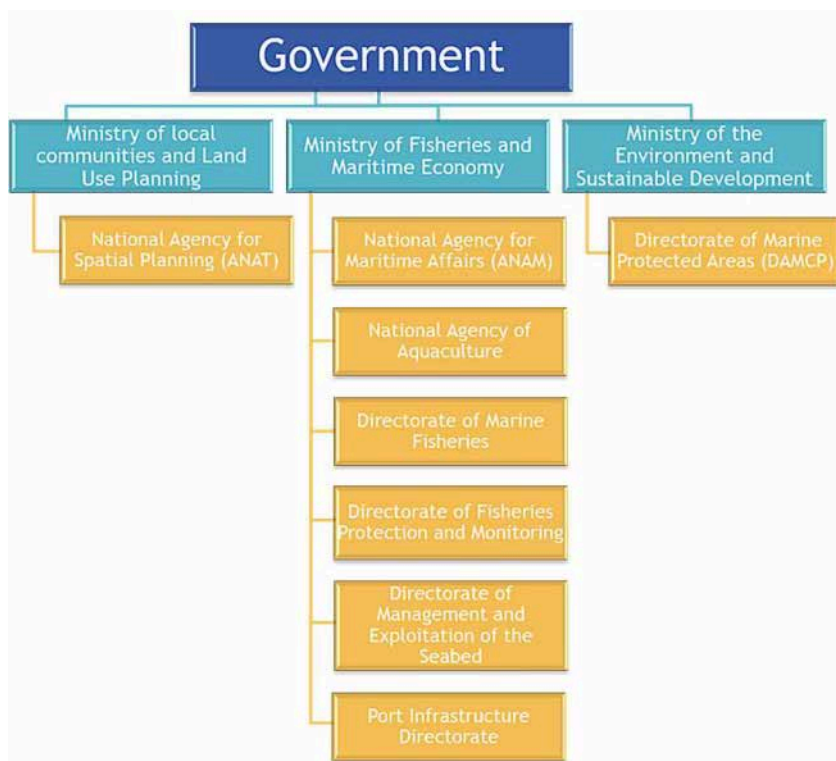 Government
Ministry of local
communities and Land
Use Planning
Ministry of Fisheries and
Maritime Economy
Ministry of the
Environment and
Sustainable Development
National Agency for
Spatial Planning (ANAT)
National Agency for
Maritime Affairs (ANAM)
Directorate of Marine
Protected Areas (DAMCP)
National Agency of
Aquaculture
Directorate of Marine
Fisheries
Directorate of Fisheries
Protection and Monitoring
Directorate of
Management and
Exploitation of the
Seabed
Port Infrastructure
Directorate